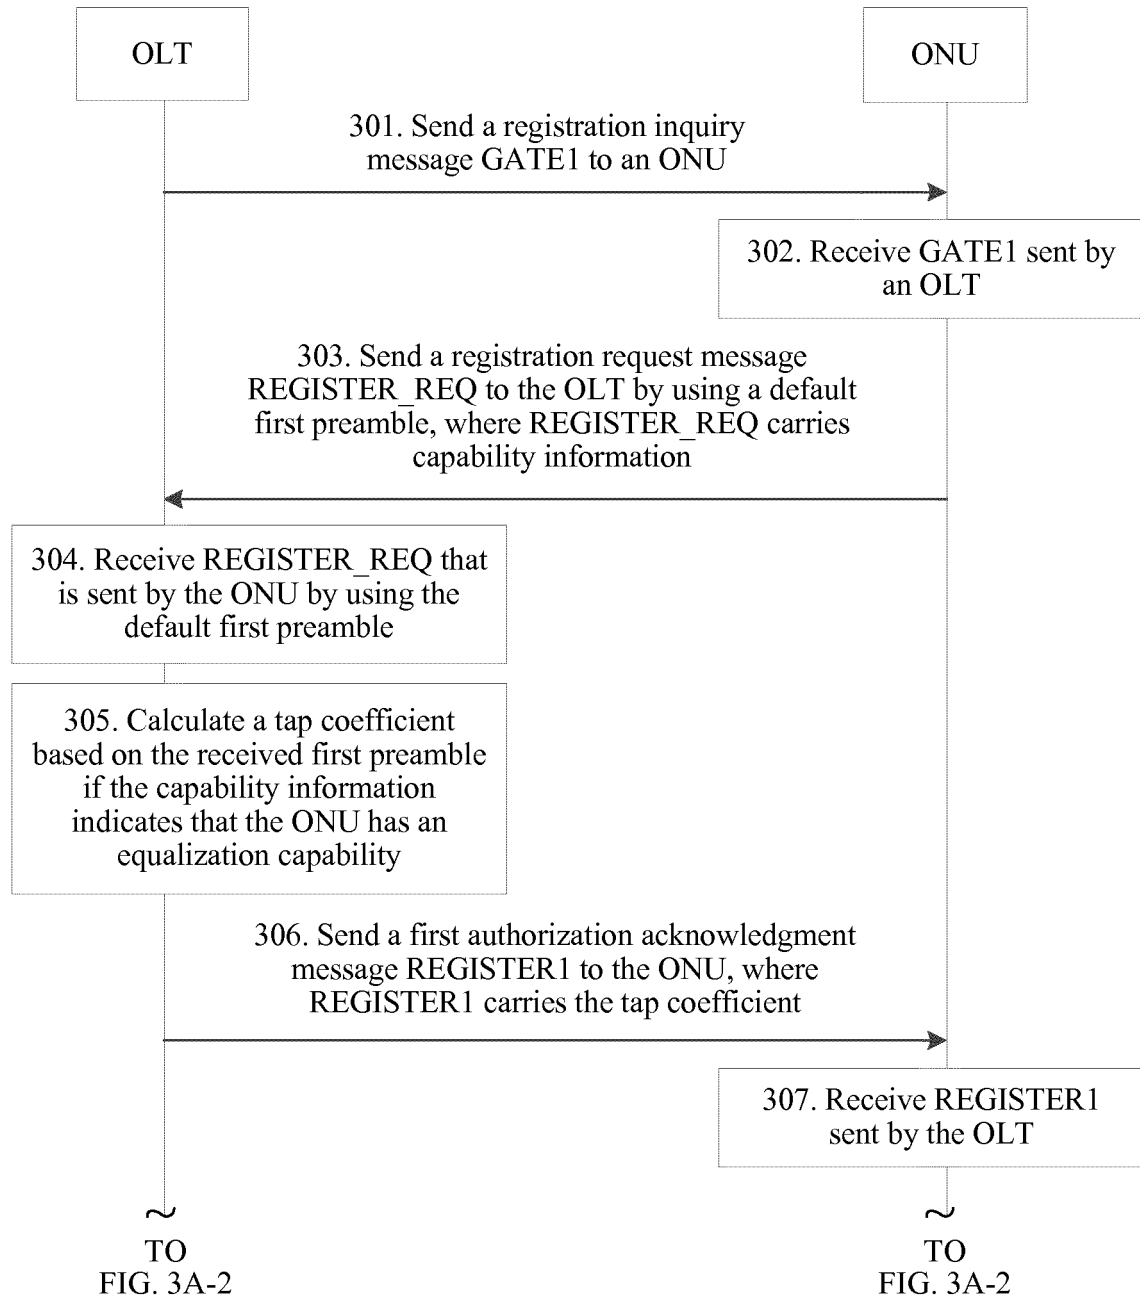 OLT
ONU
301. Send a registration inquiry
message GATE1 to an ONU
302. Receive GATE1 sent by
an OLT
303. Send a registration request message
REGISTER_REQ to the OLT by using a default
first preamble, where REGISTER_REQ carries
capability information
304. Receive REGISTER_REQ that
is sent by the ONU by using the
default first preamble
305. Calculate a tap coefficient
based on the received first preamble
if the capability information
indicates that the ONU has an
equalization capability
306. Send a first authorization acknowledgment
message REGISTER1 to the ONU, where
REGISTER1 carries the tap coefficient
307. Receive REGISTER1
sent by the OLT
~
TO
FIG. 3A-2
~
TO
FIG. 3A-2